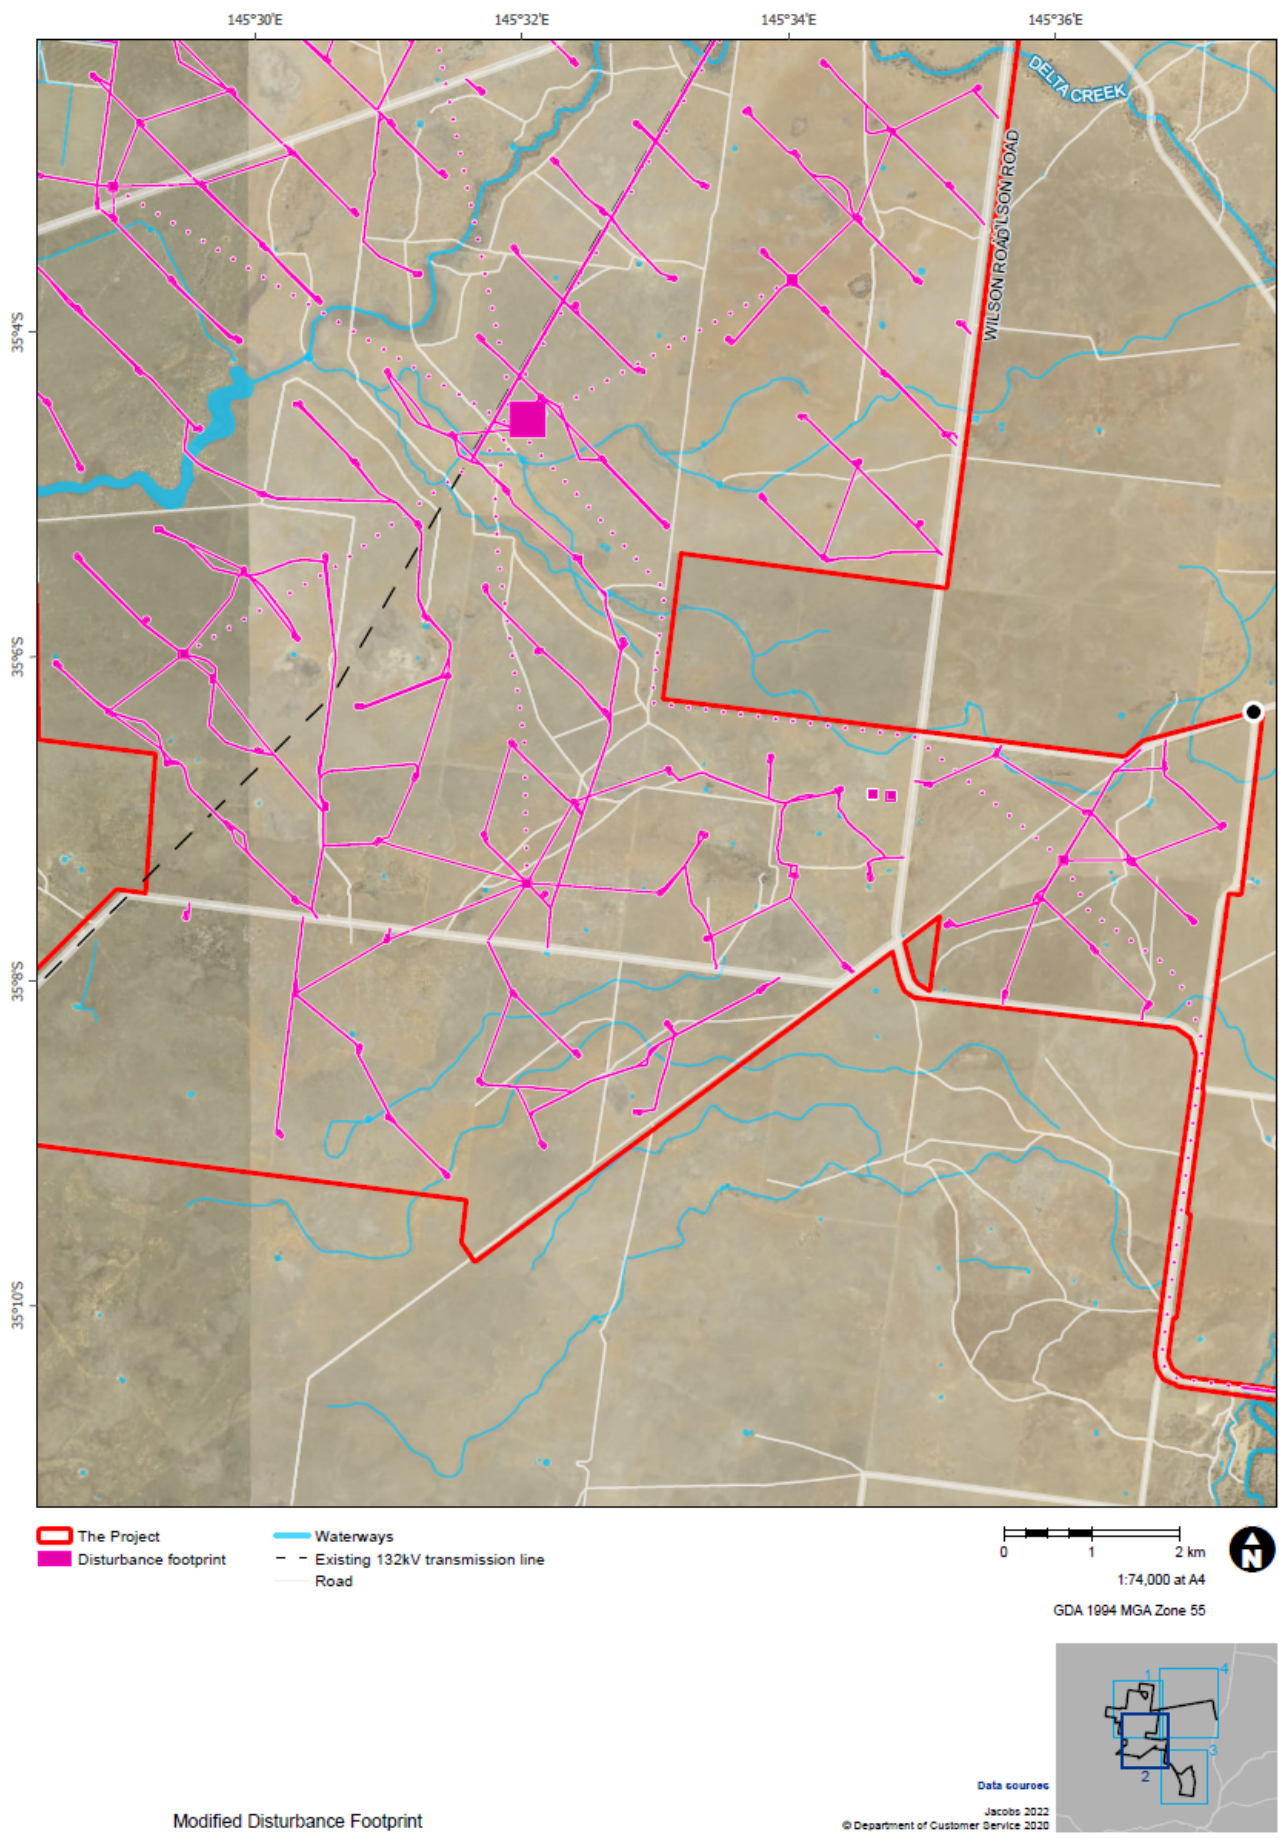 145°30'E
145°32'E
145°34'E
145°36'E
DELTA CREEK
WILSON ROAD
WILSON ROAD
35°4'S
35°6'S
35°8'S
35°10'S
The Project
Disturbance footprint
Waterways
Existing 132kV transmission line
Road
0 1 2 km
1:74,000 at A4
GDA 1994 MGA Zone 55
N
1
4
3
2
Data sources
Jacobs 2022
© Department of Customer Service 2020
Modified Disturbance Footprint